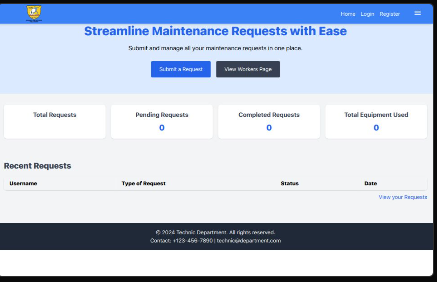 Home Login Register
Streamline Maintenance Requests with Ease
Submit and manage all your maintenance requests in one place.
Submit a Request View Workers Page
Total Requests Pending Requests Completed Requests Total Equipment Used
0 0 0
Recent Requests
Username Type of Request Status Date
View your Requests
© 2024 Technic Department. All rights reserved.
Contact: +123-456-7890 | technic@department.com